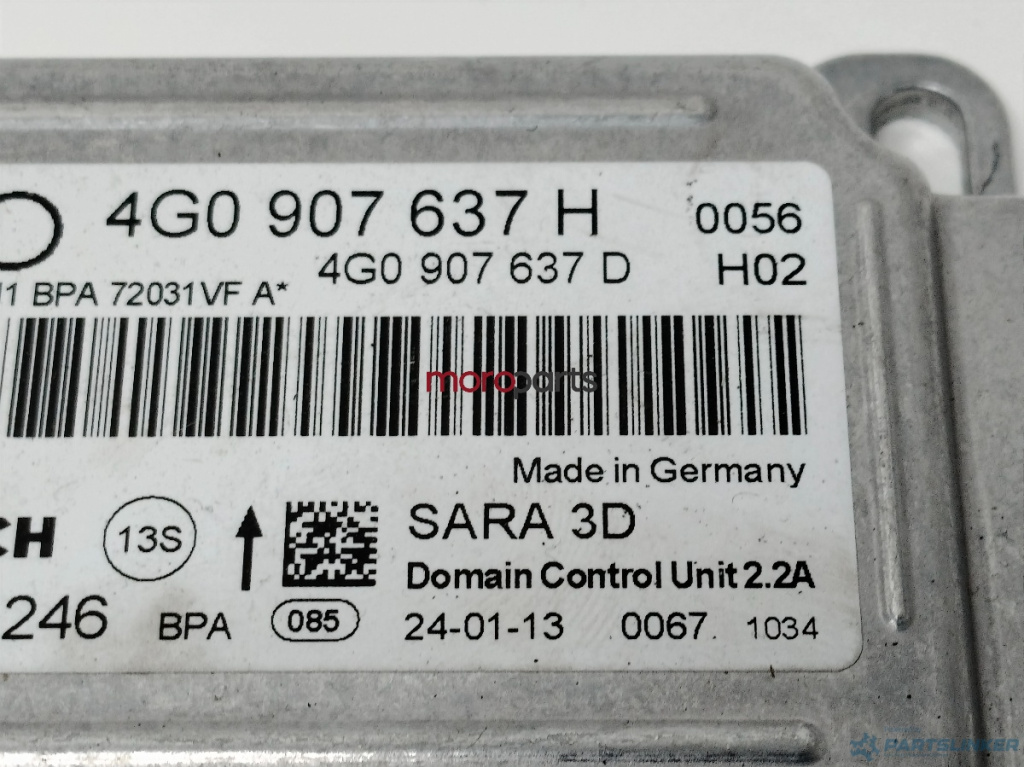 4G0 907 637 H 0056
4G0 907 637 D H02
1 BPA 72031VF A*
moroparts
Made in Germany
CH 13S SARA 3D
Domain Control Unit 2.2A
246 BPA 085 24-01-13 0067 1034
PARTSLINKER